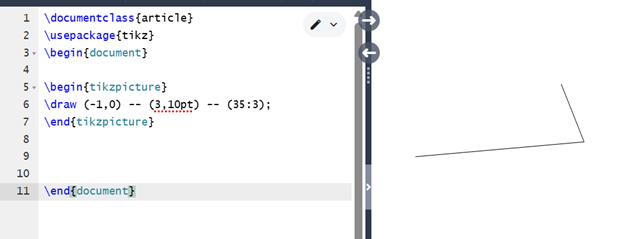 1 \documentclass{article}
2 \usepackage{tikz}
3 \begin{document}
4
5 \begin{tikzpicture}
6 \draw (-1,0) -- (3,10pt) -- (35:3);
7 \end{tikzpicture}
8
9
10
11 \end{document}